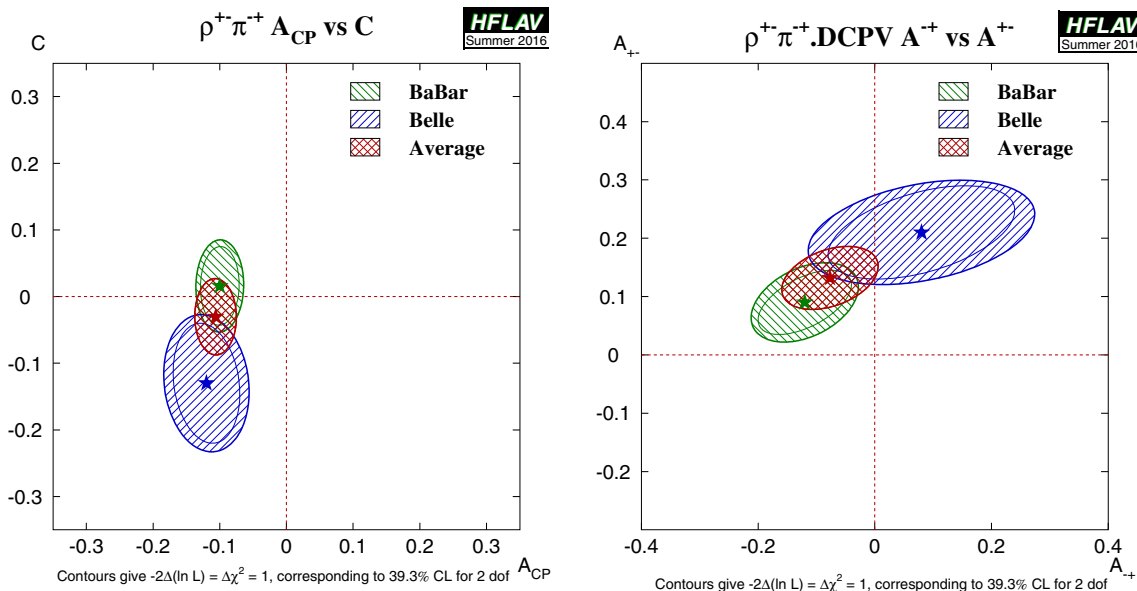 ρ⁺⁻π⁻⁺ A_CP vs C
HFLAV
Summer 2016
C
BaBar
Belle
Average
0.3
0.2
0.1
0
-0.1
-0.2
-0.3
-0.3 -0.2 -0.1 0 0.1 0.2 0.3
A_CP
Contours give -2Δ(ln L) = Δχ² = 1, corresponding to 39.3% CL for 2 dof
ρ⁺⁻π⁻⁺.DCPV A⁻⁺ vs A⁺⁻
HFLAV
Summer 2016
A₊₋
BaBar
Belle
Average
0.4
0.3
0.2
0.1
0
-0.1
-0.2
-0.4 -0.2 0 0.2 0.4
A₋₊
Contours give -2Δ(ln L) = Δχ² = 1, corresponding to 39.3% CL for 2 dof